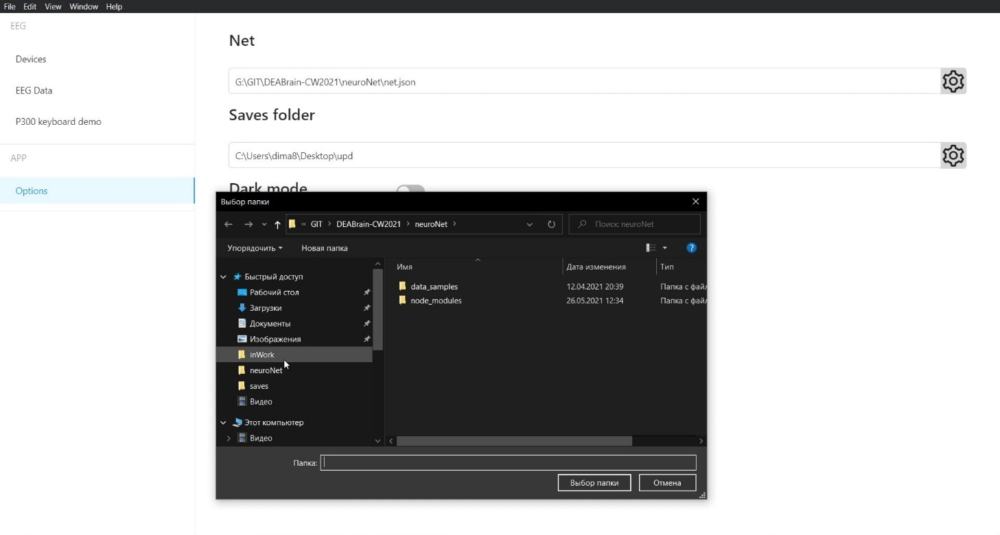 File Edit View Window Help
EEG
Devices
EEG Data
P300 keyboard demo
APP
Options
Net
G:\GIT\DEABrain-CW2021\neuroNet\net.json
Saves folder
C:\Users\dima8\Desktop\upd
Dark mode
Выбор папки
« GIT > DEABrain-CW2021 > neuroNet >
Поиск: neuroNet
Упорядочить Новая папка
Быстрый доступ
Рабочий стол
Загрузки
Документы
Изображения
inWork
neuroNet
saves
Видео
Этот компьютер
Видео
Имя Дата изменения Тип
data_samples 12.04.2021 20:39 Папка с фай
node_modules 26.05.2021 12:34 Папка с фай
Папка:
Выбор папки Отмена